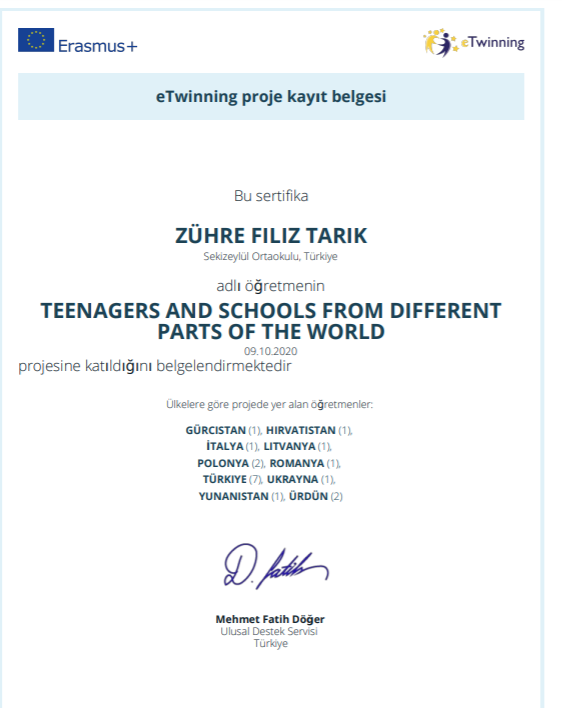 Erasmus+
eTwinning
eTwinning proje kayıt belgesi
Bu sertifika
ZÜHRE FILIZ TARIK
Sekizeylül Ortaokulu, Türkiye
adlı öğretmenin
TEENAGERS AND SCHOOLS FROM DIFFERENT
PARTS OF THE WORLD
09.10.2020
projesine katıldığını belgelendirmektedir
Ülkelere göre projede yer alan öğretmenler:
GÜRCISTAN (1), HIRVATISTAN (1),
İTALYA (1), LITVANYA (1),
POLONYA (2), ROMANYA (1),
TÜRKIYE (7), UKRAYNA (1),
YUNANISTAN (1), ÜRDÜN (2)
D. fatih
Mehmet Fatih Döğer
Ulusal Destek Servisi
Türkiye